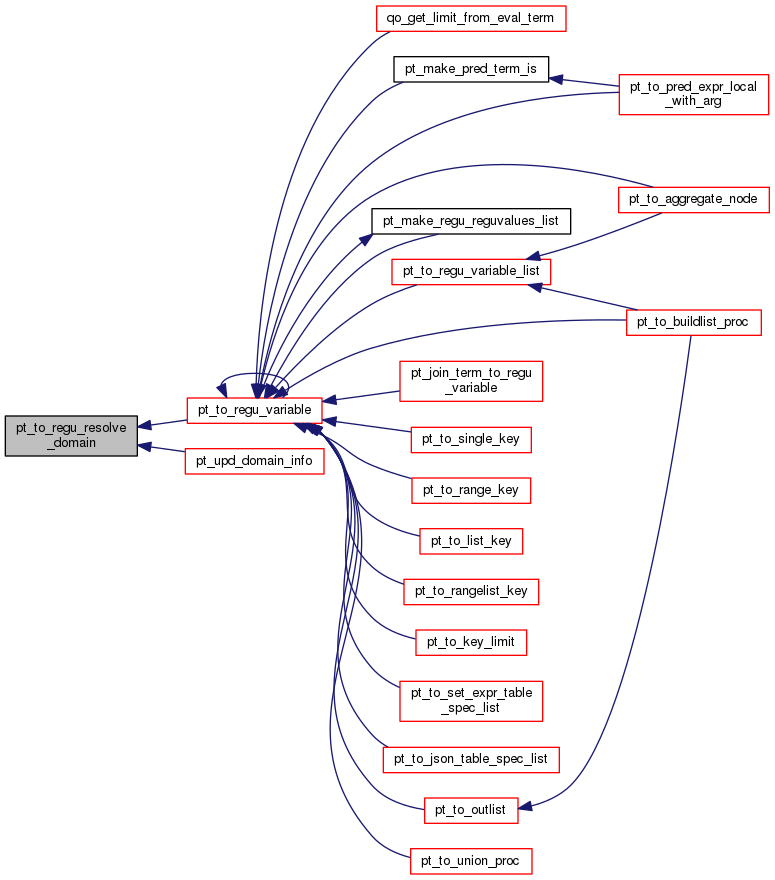 qo_get_limit_from_eval_term
pt_make_pred_term_is
pt_to_pred_expr_local
_with_arg
pt_to_aggregate_node
pt_make_regu_reguvalues_list
pt_to_regu_variable_list
pt_to_buildlist_proc
pt_join_term_to_regu
_variable
pt_to_regu_variable
pt_to_regu_resolve
_domain
pt_to_single_key
pt_upd_domain_info
pt_to_range_key
pt_to_list_key
pt_to_rangelist_key
pt_to_key_limit
pt_to_set_expr_table
_spec_list
pt_to_json_table_spec_list
pt_to_outlist
pt_to_union_proc